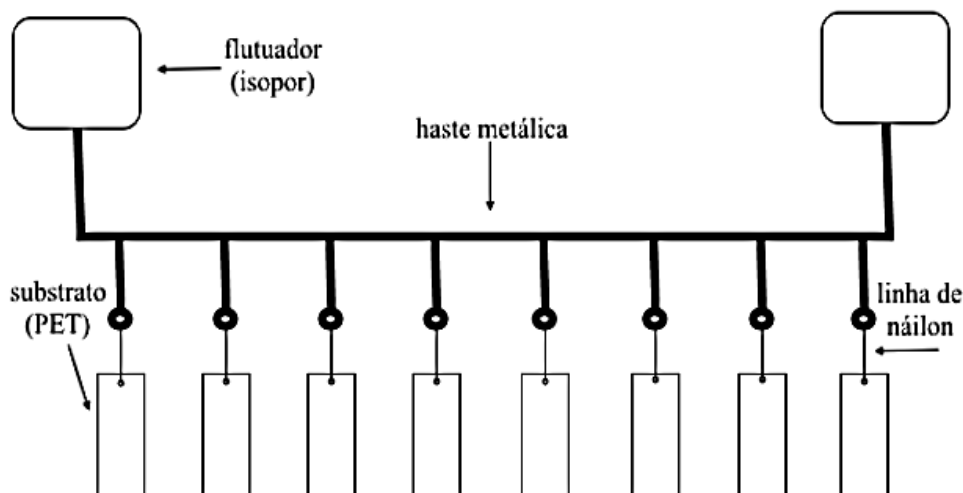 flutuador
(isopor)
haste metálica
substrato
(PET)
linha de
náilon